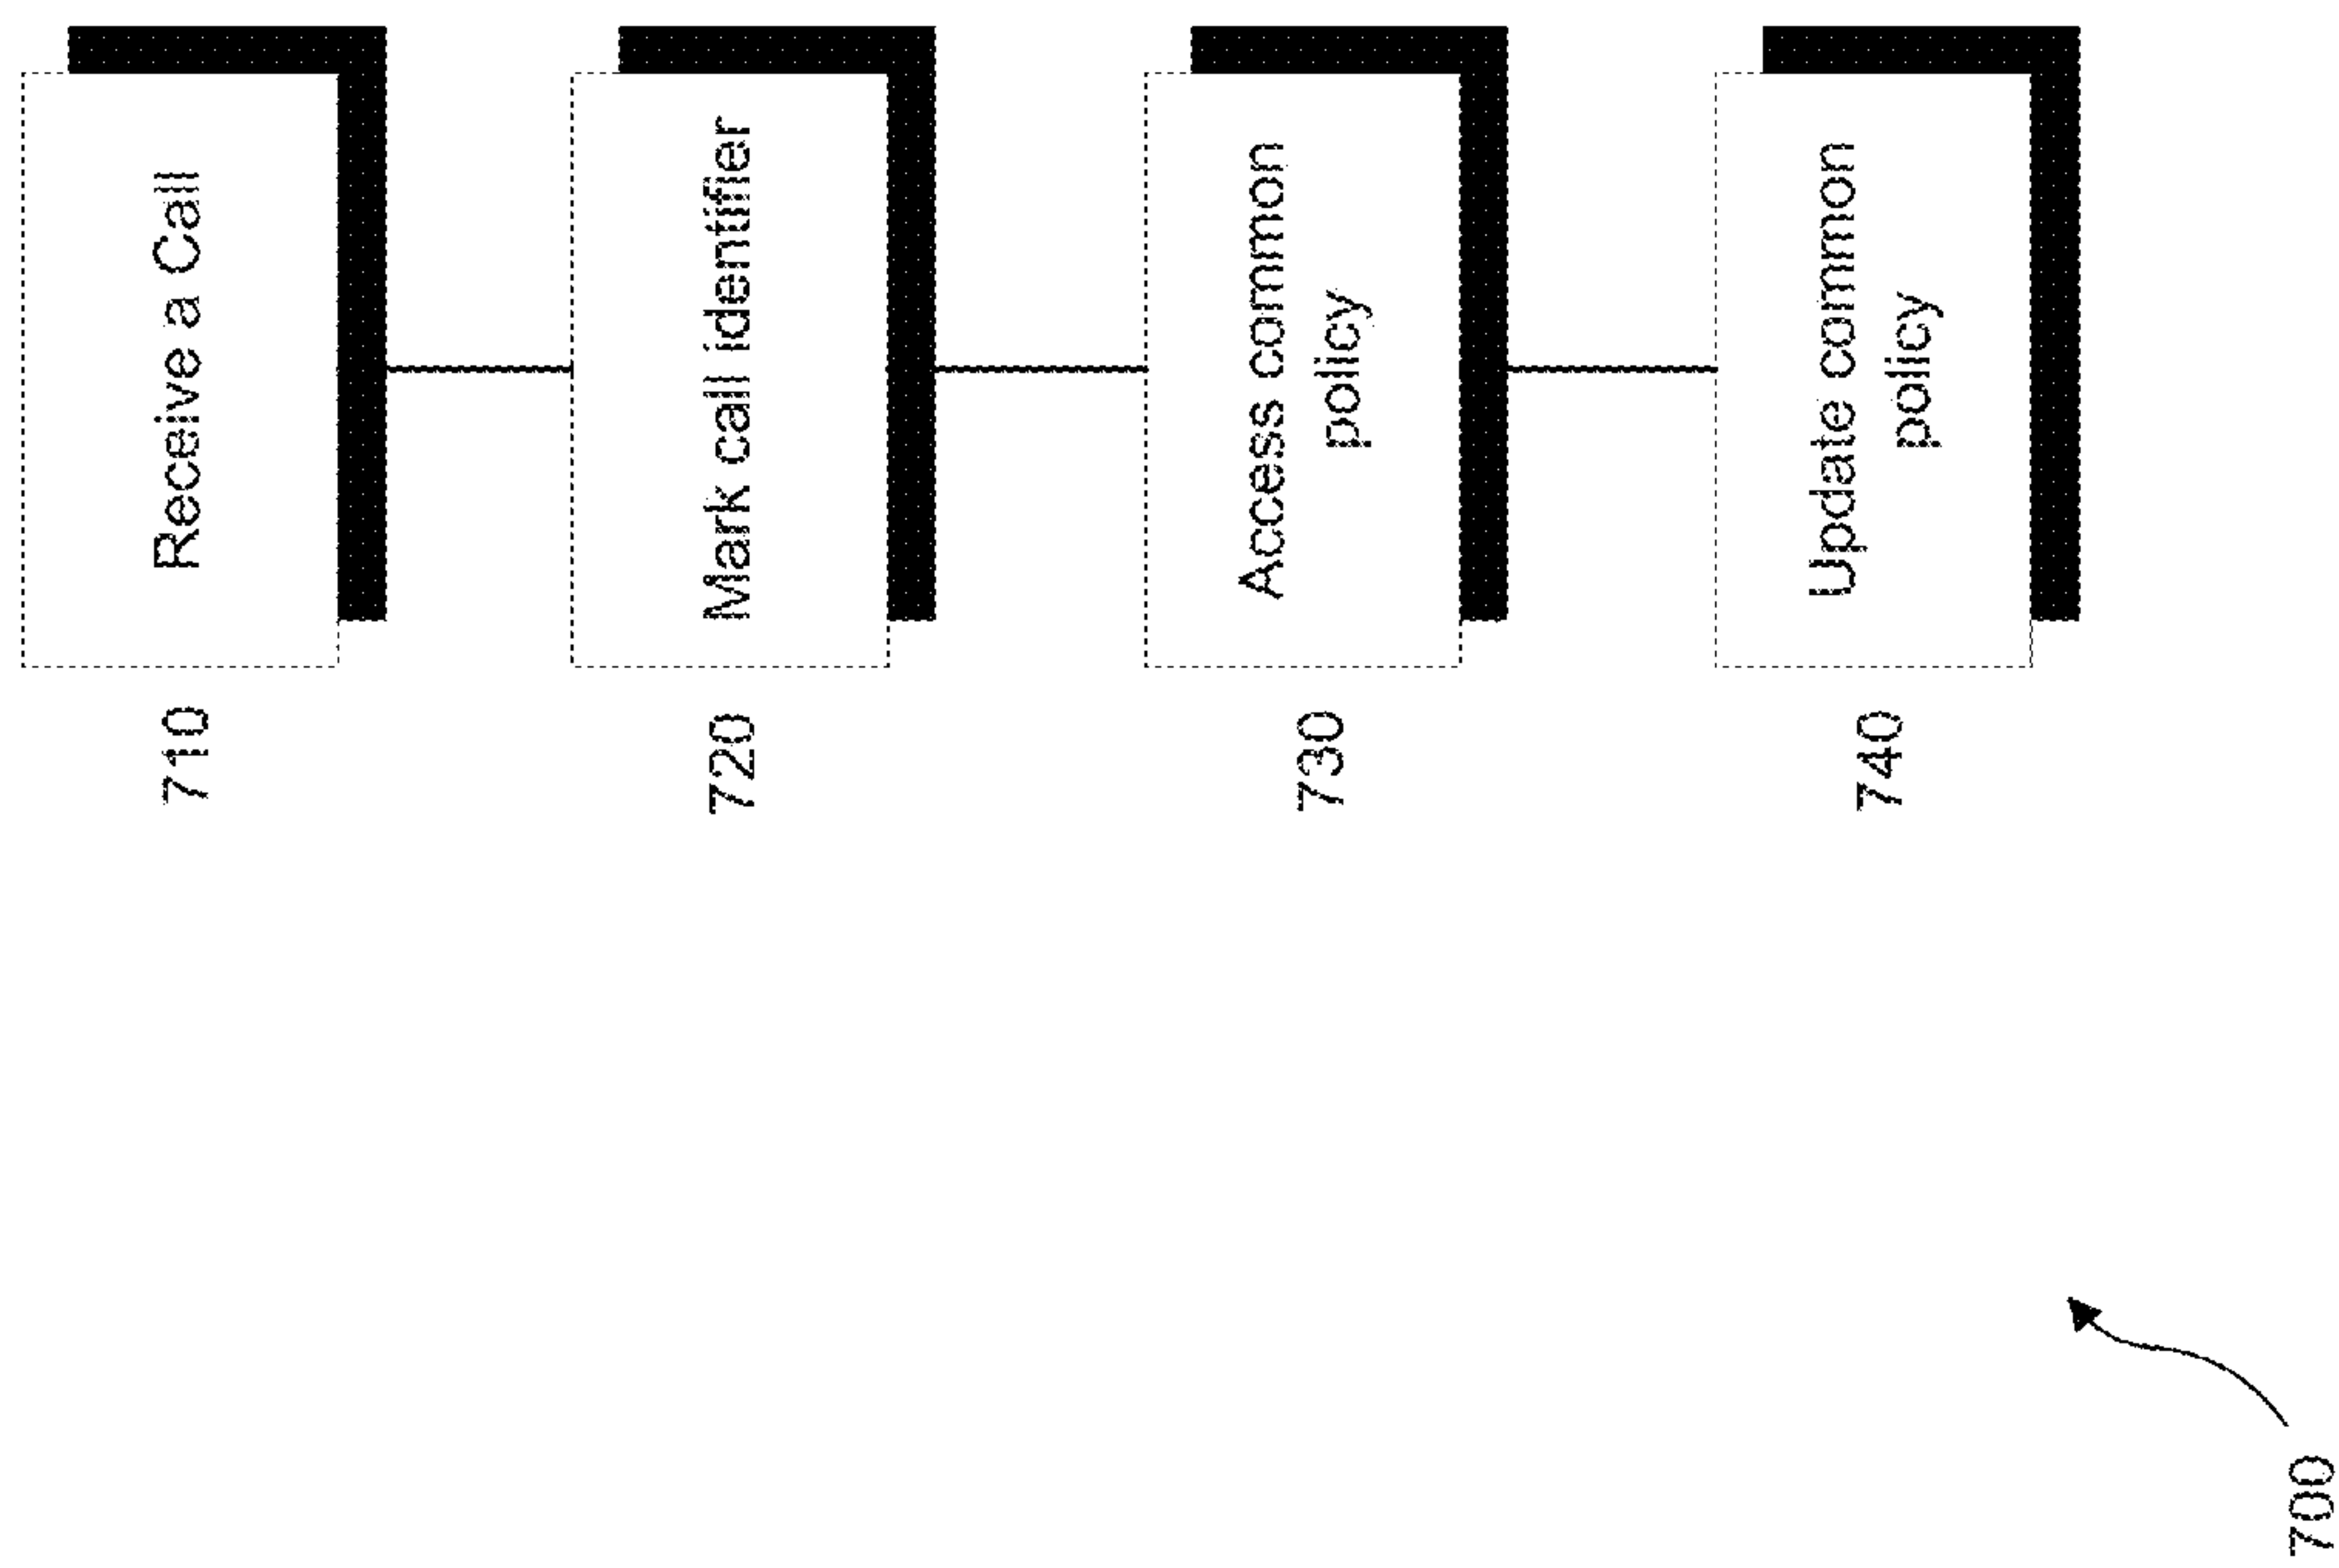 710
Receive a Call
720
Mark call identifier
730
Access common
policy
740
Update common
policy
700